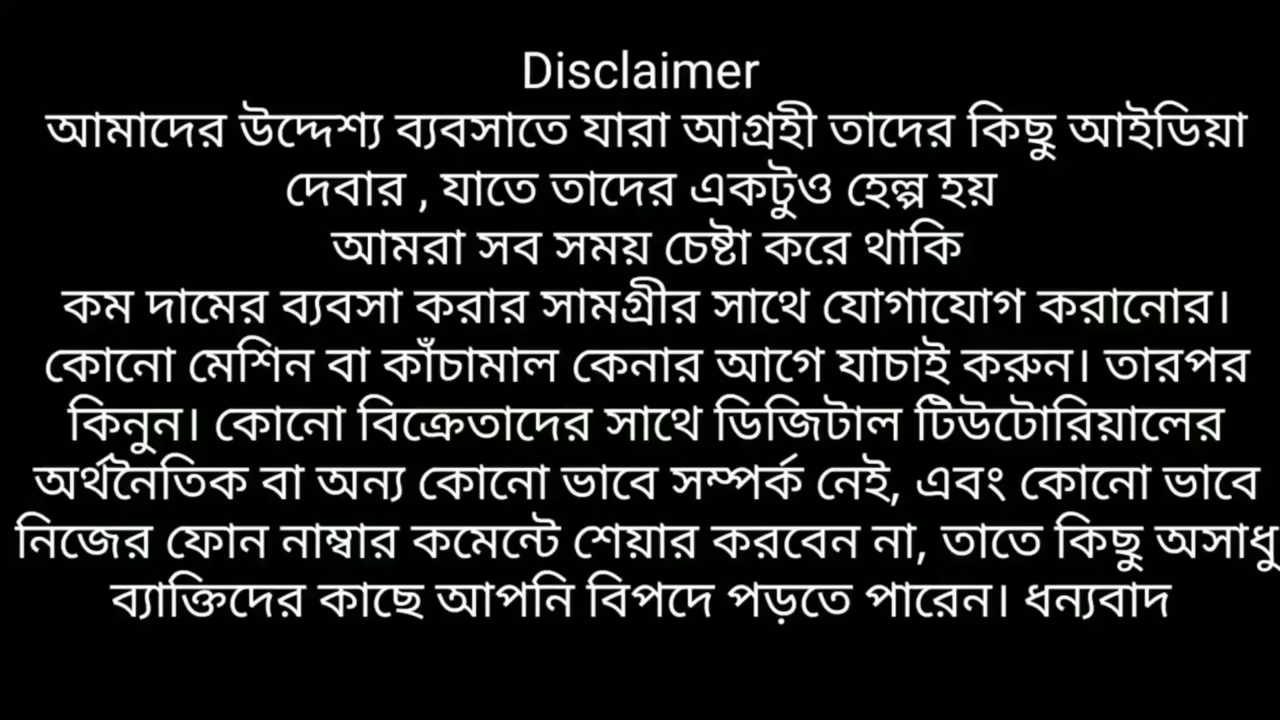 Disclaimer
আমাদের উদ্দেশ্য ব্যবসাতে যারা আগ্রহী তাদের কিছু আইডিয়া
দেবার , যাতে তাদের একটুও হেল্প হয়
আমরা সব সময় চেষ্টা করে থাকি
কম দামের ব্যবসা করার সামগ্রীর সাথে যোগাযোগ করানোর।
কোনো মেশিন বা কাঁচামাল কেনার আগে যাচাই করুন। তারপর
কিনুন। কোনো বিক্রেতাদের সাথে ডিজিটাল টিউটোরিয়ালের
অর্থনৈতিক বা অন্য কোনো ভাবে সম্পর্ক নেই, এবং কোনো ভাবে
নিজের ফোন নাম্বার কমেন্টে শেয়ার করবেন না, তাতে কিছু অসাধু
ব্যাক্তিদের কাছে আপনি বিপদে পড়তে পারেন। ধন্যবাদ